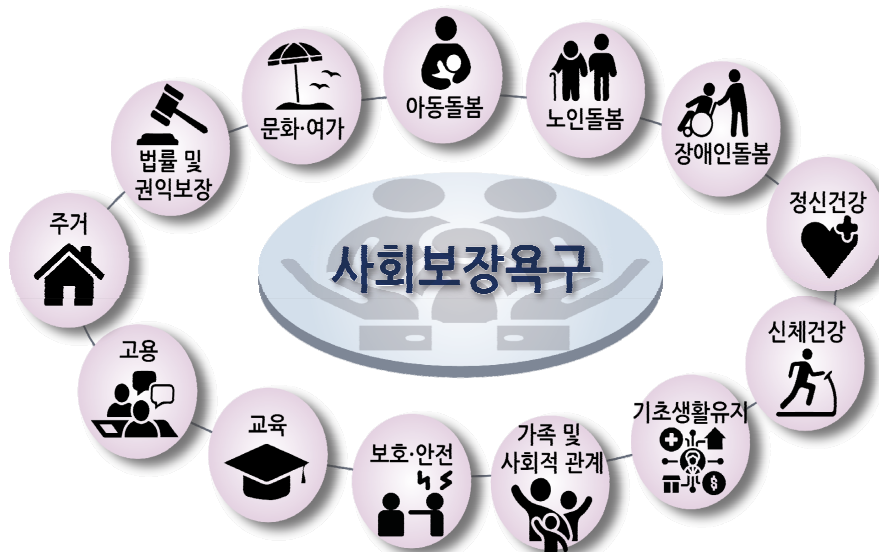 아동돌봄
노인돌봄
장애인돌봄
정신건강
신체건강
기초생활유지
가족 및
사회적 관계
보호·안전
교육
고용
주거
법률 및
권익보장
문화·여가
사회보장욕구